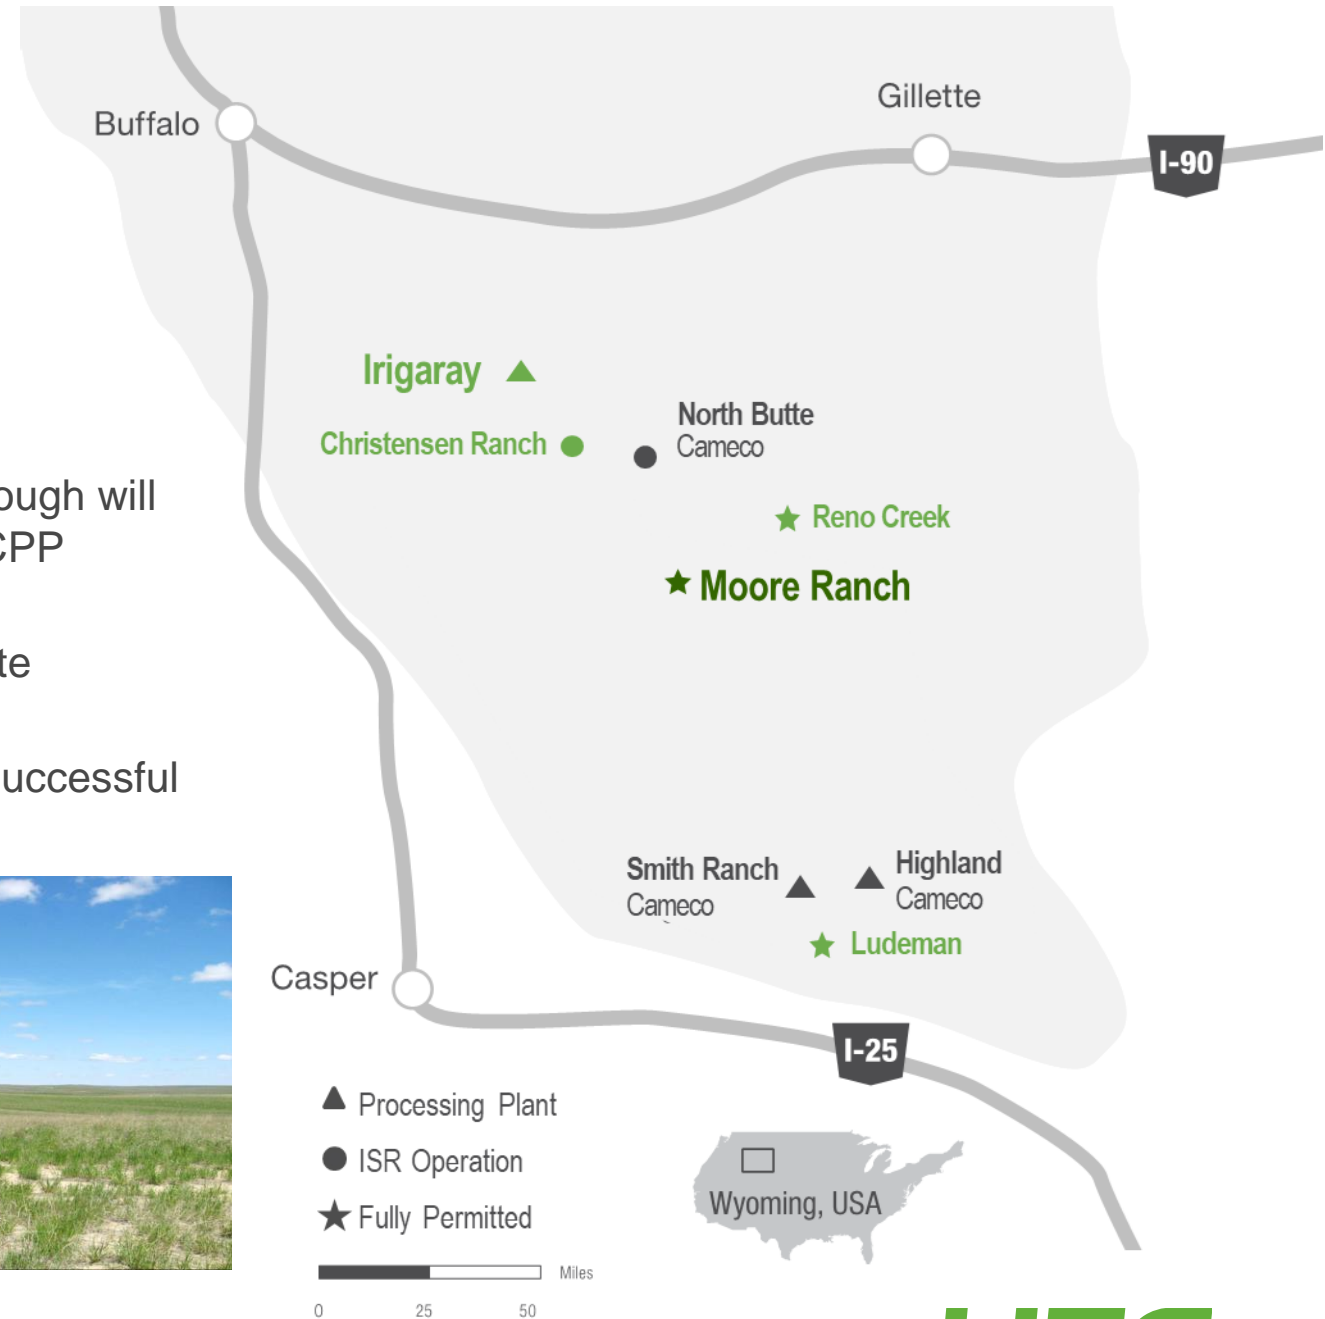 Gillette
Buffalo
I-90
Irigaray
North Butte
Christensen Ranch
Cameco
ough will
Reno Creek
CPP
Moore Ranch
te
uccessful
Smith Ranch
Highland
Cameco
Cameco
Ludeman
Casper
I-25
Processing Plant
ISR Operation
Fully Permitted
Wyoming, USA
Miles
0 25 50